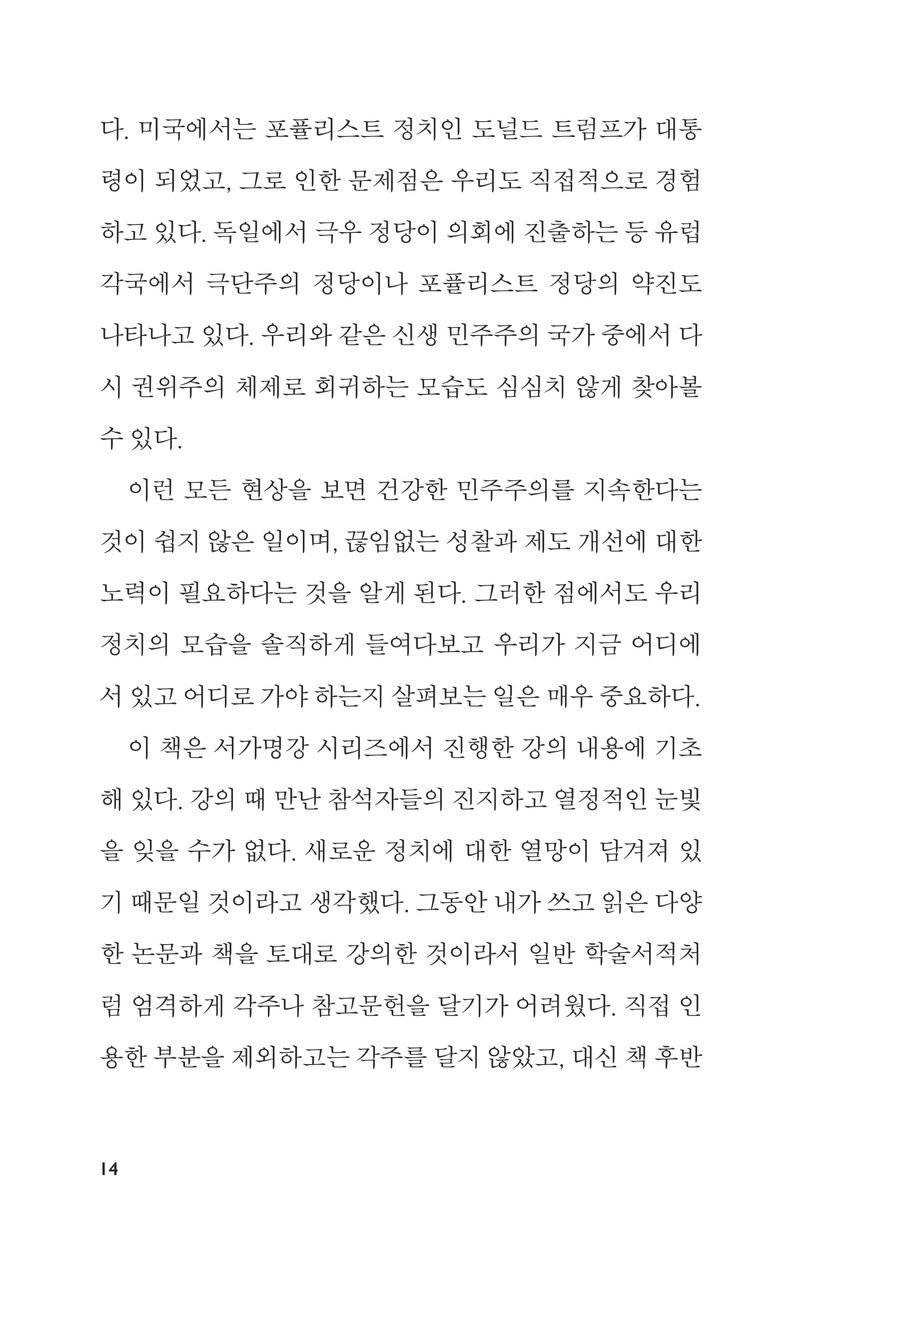 다. 미국에서는 포퓰리스트 정치인 도널드 트럼프가 대통
령이 되었고, 그로 인한 문제점은 우리도 직접적으로 경험
하고 있다. 독일에서 극우 정당이 의회에 진출하는 등 유럽
각국에서 극단주의 정당이나 포퓰리스트 정당의 약진도
나타나고 있다. 우리와 같은 신생 민주주의 국가 중에서 다
시 권위주의 체제로 회귀하는 모습도 심심치 않게 찾아볼
수 있다.
이런 모든 현상을 보면 건강한 민주주의를 지속한다는
것이 쉽지 않은 일이며, 끊임없는 성찰과 제도 개선에 대한
노력이 필요하다는 것을 알게 된다. 그러한 점에서도 우리
정치의 모습을 솔직하게 들여다보고 우리가 지금 어디에
서 있고 어디로 가야 하는지 살펴보는 일은 매우 중요하다.
이 책은 서가명강 시리즈에서 진행한 강의 내용에 기초
해 있다. 강의 때 만난 참석자들의 진지하고 열정적인 눈빛
을 잊을 수가 없다. 새로운 정치에 대한 열망이 담겨져 있
기 때문일 것이라고 생각했다. 그동안 내가 쓰고 읽은 다양
한 논문과 책을 토대로 강의한 것이라서 일반 학술서적처
럼 엄격하게 각주나 참고문헌을 달기가 어려웠다. 직접 인
용한 부분을 제외하고는 각주를 달지 않았고, 대신 책 후반
14